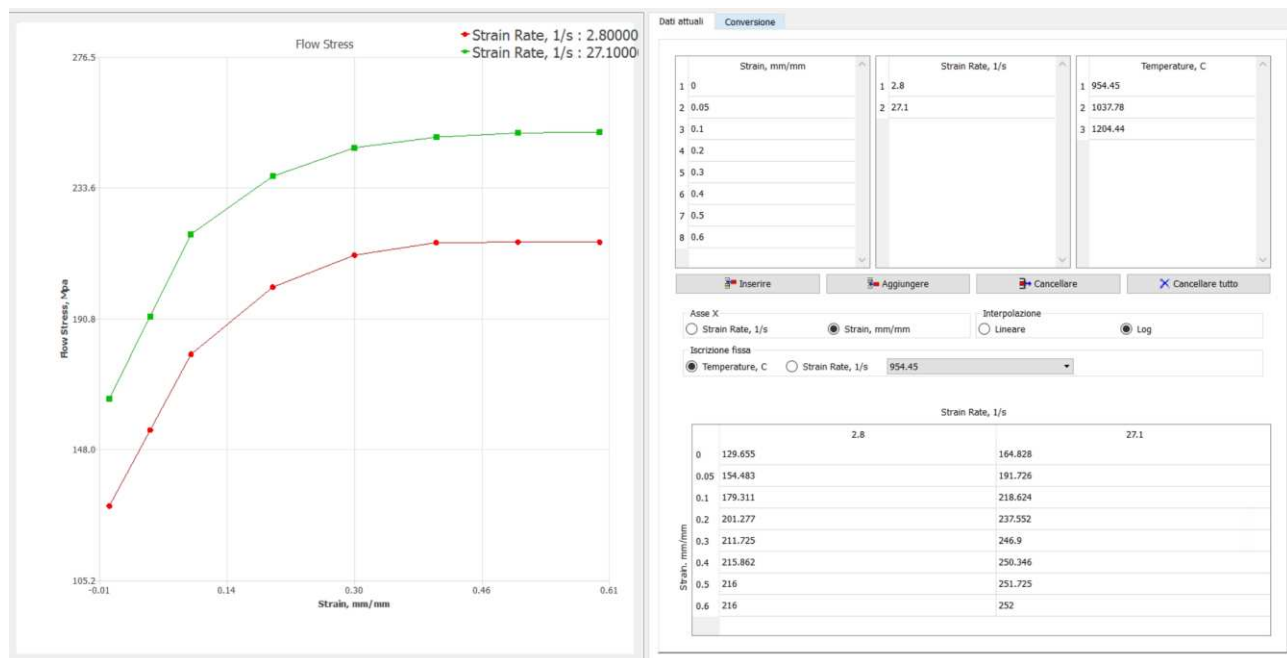 Flow Stress
Strain Rate, 1/s : 2.80000
Strain Rate, 1/s : 27.1000
276.5
233.6
190.8
148.0
105.2
Flow Stress, Mpa
-0.01
0.14
0.30
0.46
0.61
Strain, mm/mm
Dati attuali
Conversione
Strain, mm/mm
1 0
2 0.05
3 0.1
4 0.2
5 0.3
6 0.4
7 0.5
8 0.6
Strain Rate, 1/s
1 2.8
2 27.1
Temperature, C
1 954.45
2 1037.78
3 1204.44
Inserire
Aggiungere
Cancellare
Cancellare tutto
Asse X
Strain Rate, 1/s
Strain, mm/mm
Interpolazione
Lineare
Log
Iscrizione fissa
Temperature, C
Strain Rate, 1/s
954.45
Strain Rate, 1/s
2.8 27.1
Strain, mm/mm
0 129.655 164.828
0.05 154.483 191.726
0.1 179.311 218.624
0.2 201.277 237.552
0.3 211.725 246.9
0.4 215.862 250.346
0.5 216 251.725
0.6 216 252